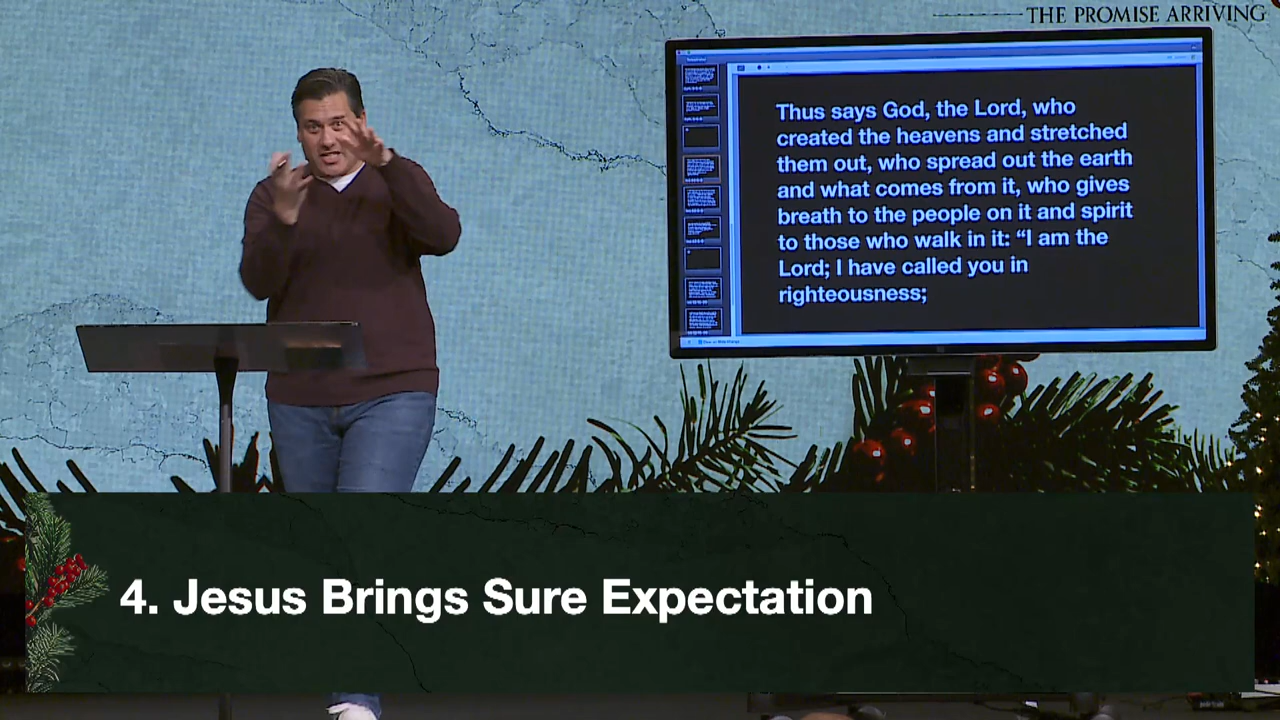 THE PROMISE ARRIVING
Thus says God, the Lord, who
created the heavens and stretched
them out, who spread out the earth
and what comes from it, who gives
breath to the people on it and spirit
to those who walk in it: “I am the
Lord; I have called you in
righteousness;
4. Jesus Brings Sure Expectation